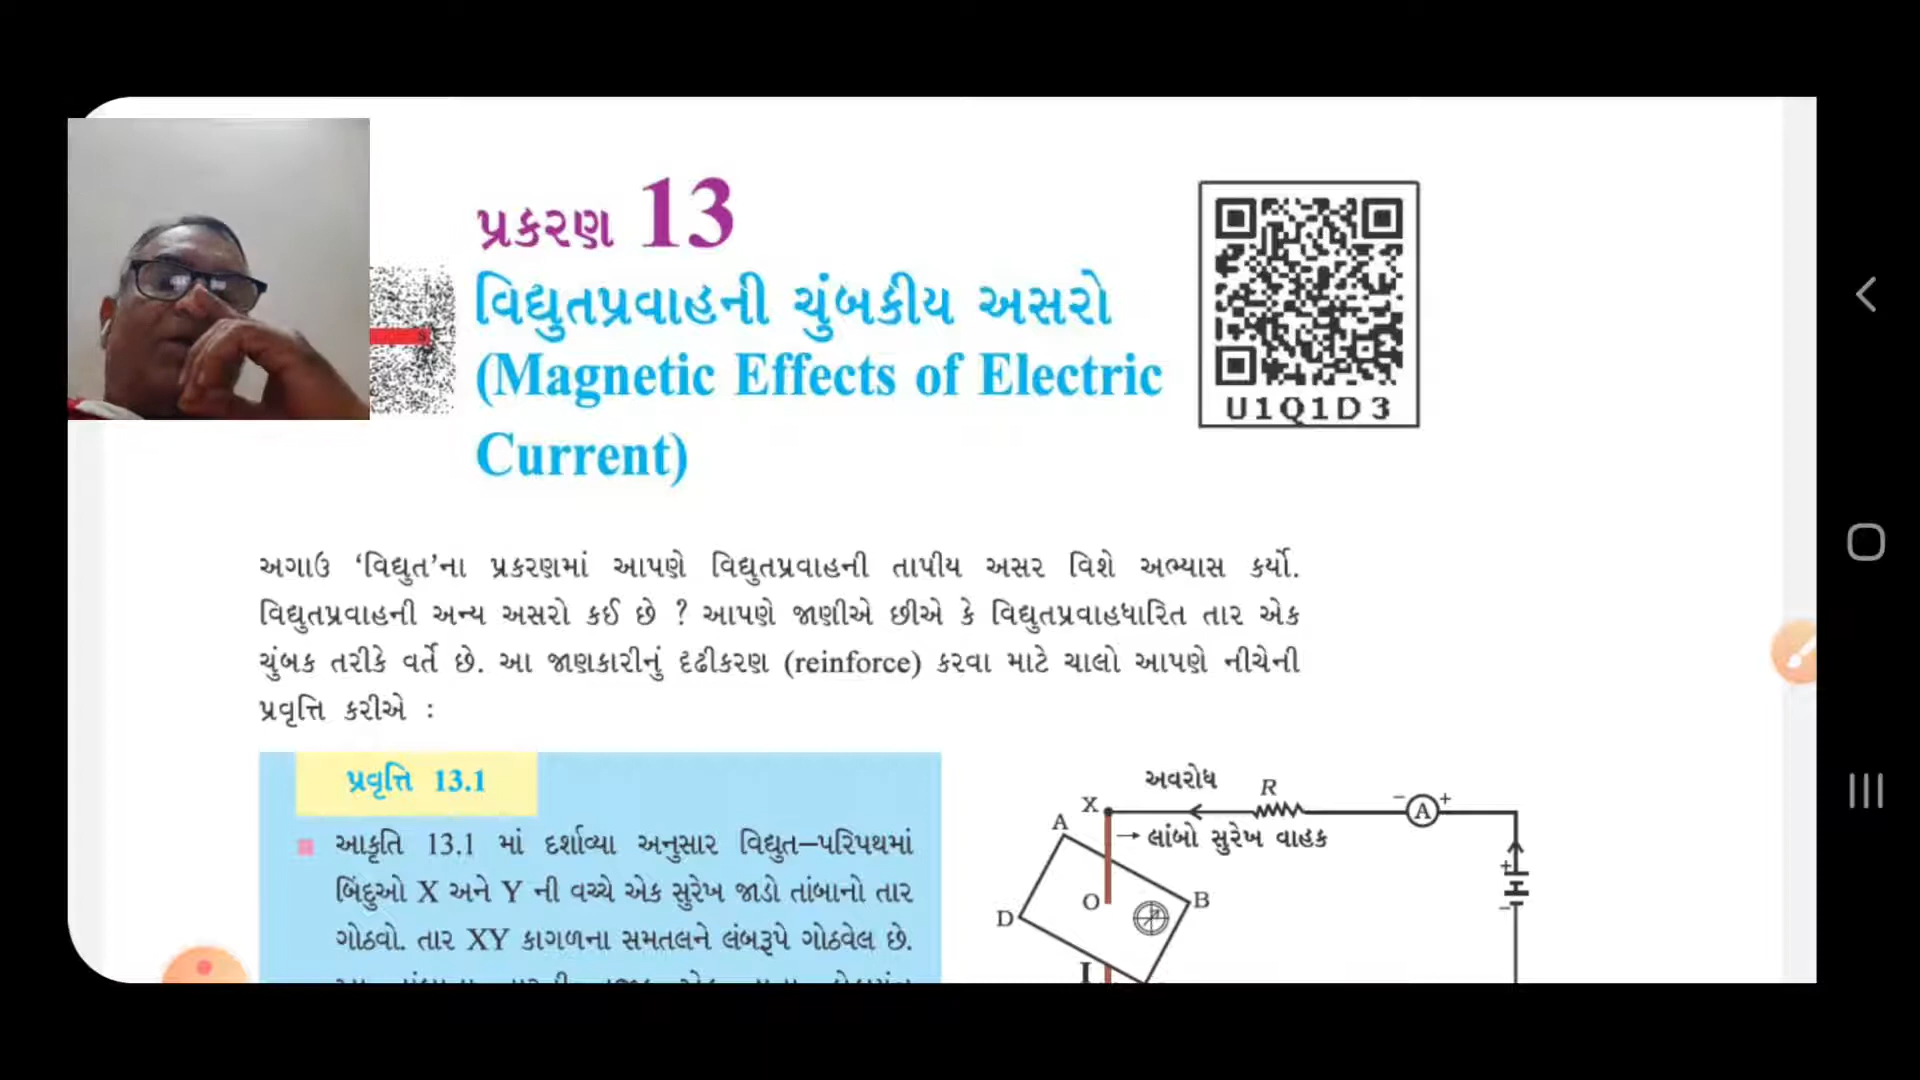 પ્રકરણ 13
વિદ્યુતપ્રવાહની ચુંબકીય અસરો
(Magnetic Effects of Electric
Current)
U1Q1D3
અગાઉ ‘વિદ્યુત’ના પ્રકરણમાં આપણે વિદ્યુતપ્રવાહની તાપીય અસર વિશે અભ્યાસ કર્યો.
વિદ્યુતપ્રવાહની અન્ય અસરો કઈ છે ? આપણે જાણીએ છીએ કે વિદ્યુતપ્રવાહધારિત તાર એક
ચુંબક તરીકે વર્તે છે. આ જાણકારીનું દઢીકરણ (reinforce) કરવા માટે ચાલો આપણે નીચેની
પ્રવૃત્તિ કરીએ :
પ્રવૃત્તિ 13.1
આકૃતિ 13.1 માં દર્શાવ્યા અનુસાર વિદ્યુત–પરિપથમાં
બિંદુઓ X અને Y ની વચ્ચે એક સુરેખ જાડો તાંબાનો તાર
ગોઠવો. તાર XY કાગળના સમતલને લંબરૂપે ગોઠવેલ છે.
અવરોધ R
X – A +
A → લાંબો સુરેખ વાહક
+
O B
D –
I